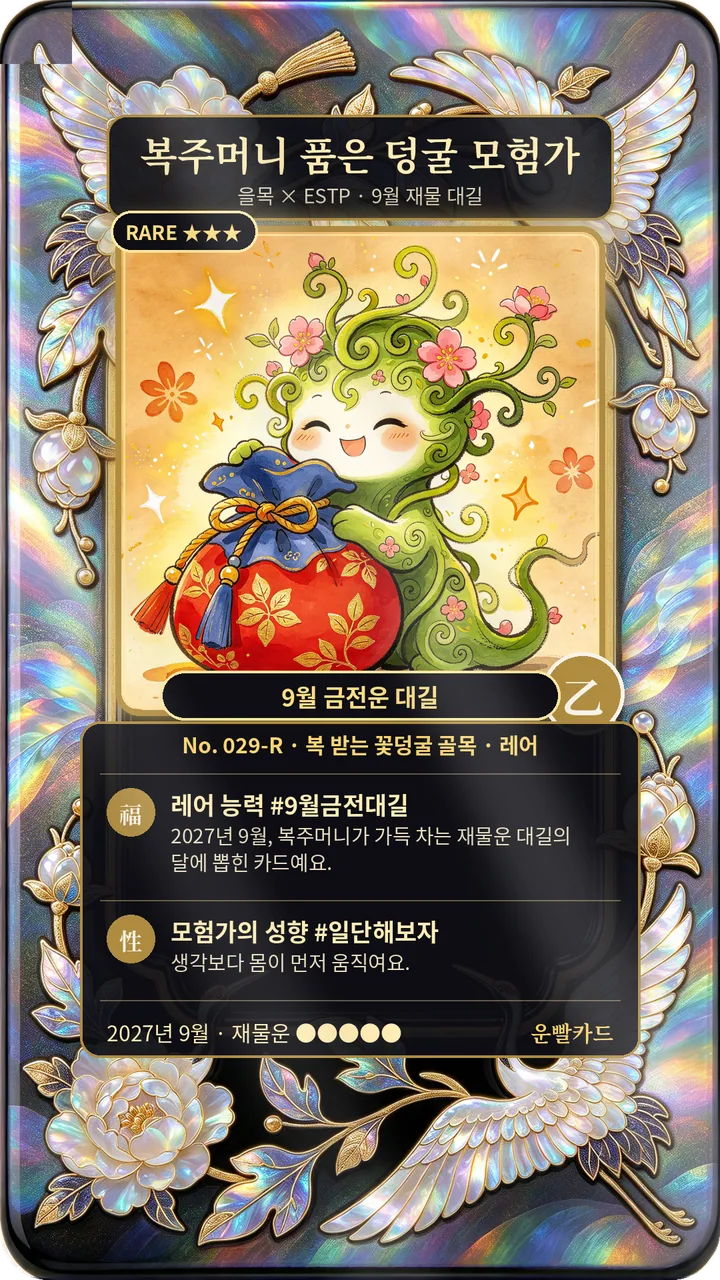 복주머니 품은 덩굴 모험가
을목 × ESTP · 9월 재물 대길
RARE ★★★
9월 금전운 대길
乙
No. 029-R · 복 받는 꽃덩굴 골목 · 레어
福
레어 능력 #9월금전대길
2027년 9월, 복주머니가 가득 차는 재물운 대길의
달에 뽑힌 카드예요.
性
모험가의 성향 #일단해보자
생각보다 몸이 먼저 움직여요.
2027년 9월 · 재물운 ●●●●●
운빨카드